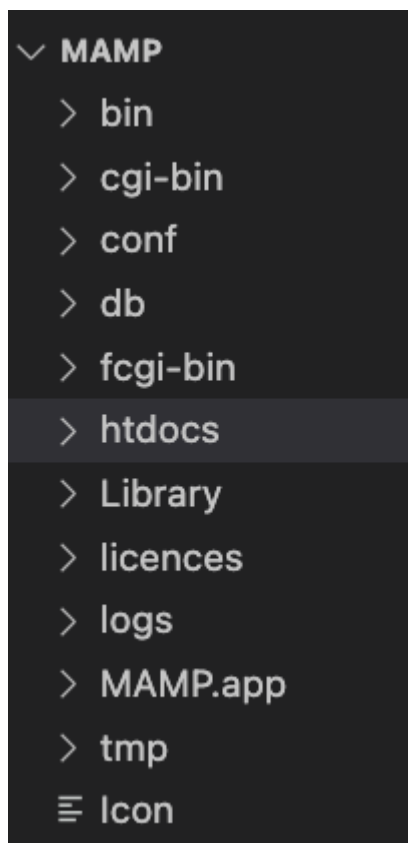 MAMP
bin
cgi-bin
conf
db
fcgi-bin
htdocs
Library
licences
logs
MAMP.app
tmp
Icon